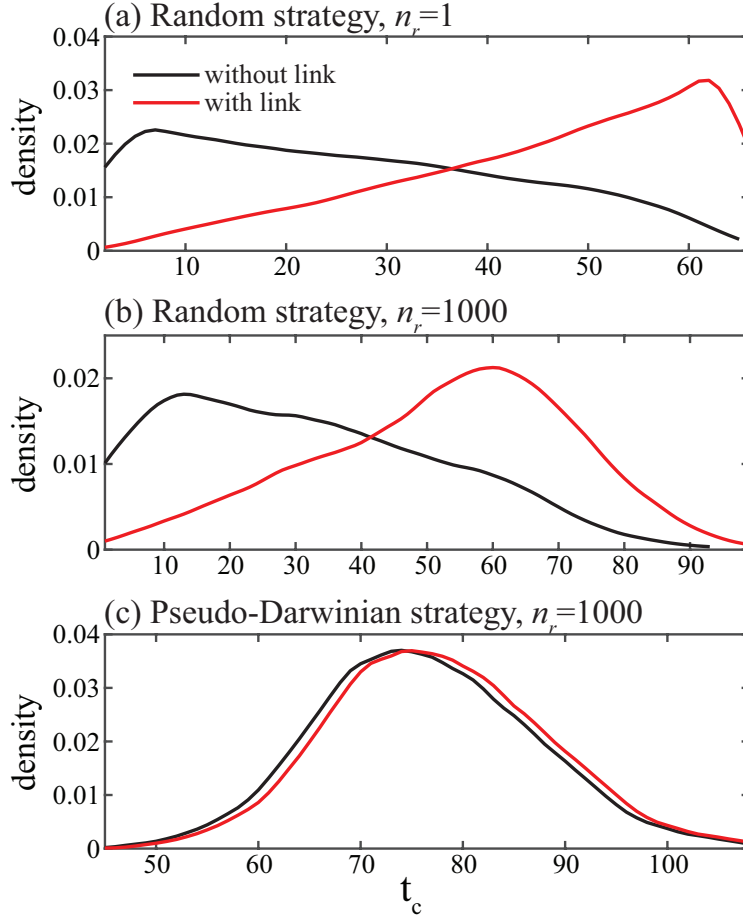 (a) Random strategy, nᵣ=1
0.04
0.03
0.02
0.01
0
density
without link
with link
10 20 30 40 50 60
(b) Random strategy, nᵣ=1000
0.02
0.01
0
density
10 20 30 40 50 60 70 80 90
(c) Pseudo-Darwinian strategy, nᵣ=1000
0.04
0.03
0.02
0.01
0
density
50 60 70 80 90 100
t_c